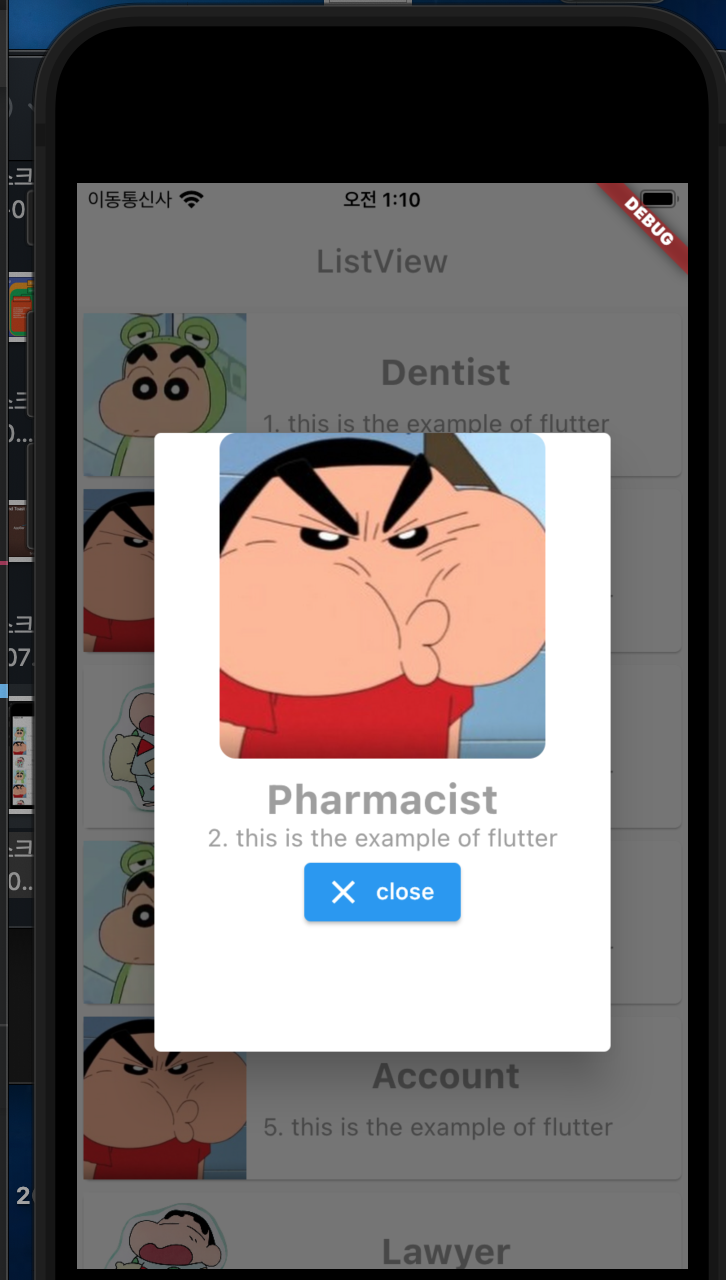 이동통신사
오전 1:10
DEBUG
ListView
Dentist
1. this is the example of flutter
Pharmacist
2. this is the example of flutter
close
Account
5. this is the example of flutter
Lawyer